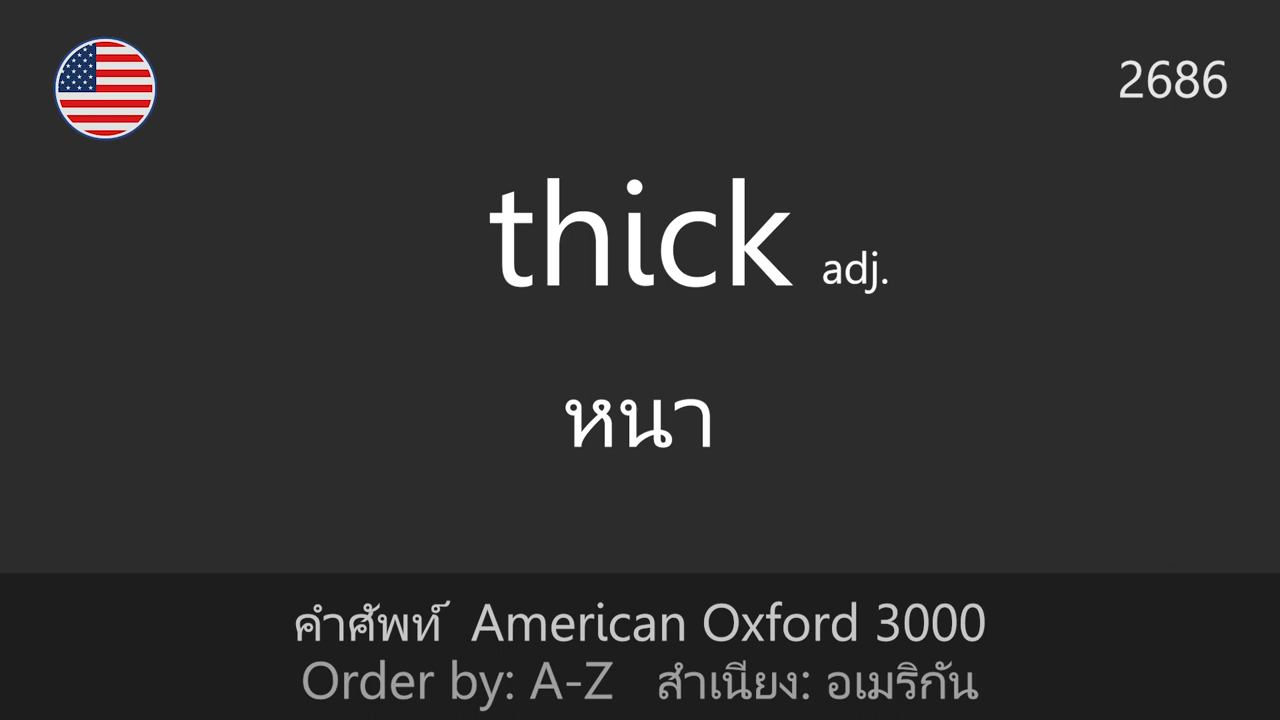 2686
thick adj.
หนา
คำศัพท์ American Oxford 3000
Order by: A-Z สำเนียง: อเมริกัน